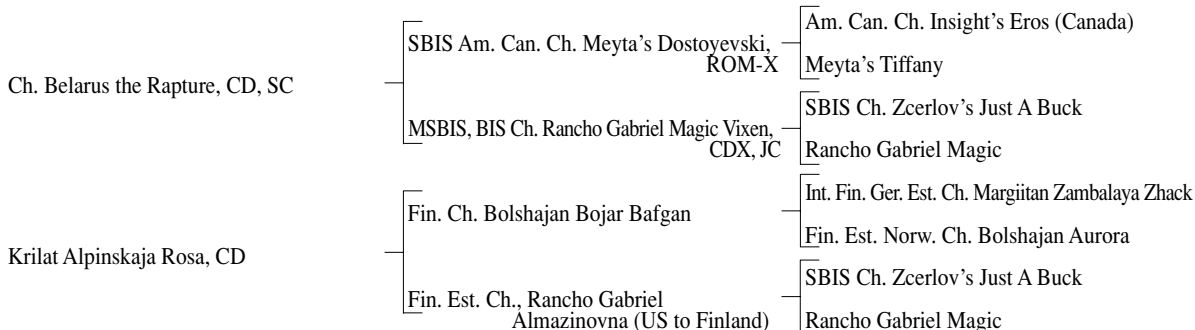 Am. Can. Ch. Insight's Eros (Canada)
SBIS Am. Can. Ch. Meyta's Dostoyevski,
ROM-X
Meyta's Tiffany
Ch. Belarus the Rapture, CD, SC
SBIS Ch. Zcerlov's Just A Buck
MSBIS, BIS Ch. Rancho Gabriel Magic Vixen,
CDX, JC
Rancho Gabriel Magic
Int. Fin. Ger. Est. Ch. Margiitan Zambalaya Zhack
Fin. Ch. Bolshajan Bojar Bafgan
Fin. Est. Norw. Ch. Bolshajan Aurora
Krilat Alpinskaja Rosa, CD
SBIS Ch. Zcerlov's Just A Buck
Fin. Est. Ch., Rancho Gabriel
Almazinovna (US to Finland)
Rancho Gabriel Magic